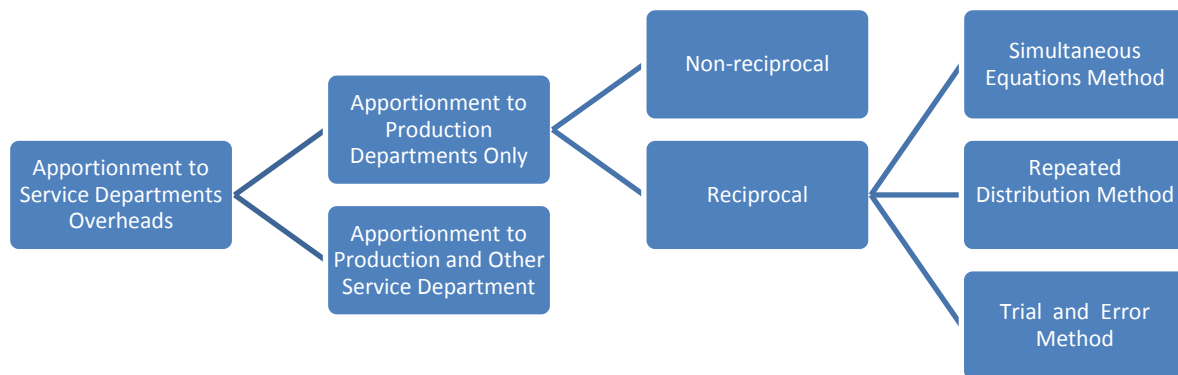 Apportionment to
Service Departments
Overheads
Apportionment to
Production
Departments Only
Apportionment to
Production and Other
Service Department
Non-reciprocal
Reciprocal
Simultaneous
Equations Method
Repeated
Distribution Method
Trial and Error
Method